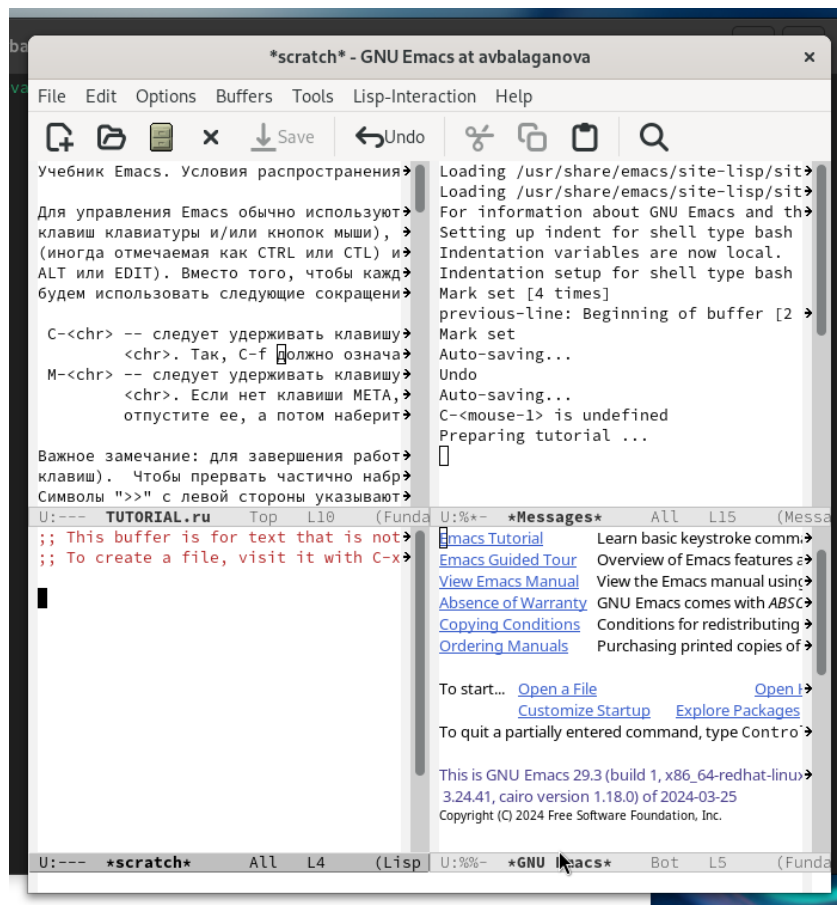 ba
*scratch* - GNU Emacs at avbalaganova
va
File Edit Options Buffers Tools Lisp-Interaction Help
Save Undo
Учебник Emacs. Условия распространения
Для управления Emacs обычно используют
клавиш клавиатуры и/или кнопок мыши),
(иногда отмечаемая как CTRL или CTL) и
ALT или EDIT). Вместо того, чтобы кажд
будем использовать следующие сокращени
C-<chr> -- следует удерживать клавишу
<chr>. Так, C-f должно означа
M-<chr> -- следует удерживать клавишу
<chr>. Если нет клавиши META,
отпустите ее, а потом наберит
Важное замечание: для завершения работ
клавиш). Чтобы прервать частично набр
Символы ">>" с левой стороны указывают
U:--- TUTORIAL.ru Top L10 (Funda
Loading /usr/share/emacs/site-lisp/sit
Loading /usr/share/emacs/site-lisp/sit
For information about GNU Emacs and th
Setting up indent for shell type bash
Indentation variables are now local.
Indentation setup for shell type bash
Mark set [4 times]
previous-line: Beginning of buffer [2
Mark set
Auto-saving...
Undo
Auto-saving...
C-<mouse-1> is undefined
Preparing tutorial ...
U:%*- *Messages* All L15 (Messa
;; This buffer is for text that is not
;; To create a file, visit it with C-x
U:--- *scratch* All L4 (Lisp
Emacs Tutorial Learn basic keystroke comm
Emacs Guided Tour Overview of Emacs features a
View Emacs Manual View the Emacs manual using
Absence of Warranty GNU Emacs comes with ABSO
Copying Conditions Conditions for redistributing
Ordering Manuals Purchasing printed copies of
To start... Open a File Open
Customize Startup Explore Packages
To quit a partially entered command, type Contro
This is GNU Emacs 29.3 (build 1, x86_64-redhat-linux
3.24.41, cairo version 1.18.0) of 2024-03-25
Copyright (C) 2024 Free Software Foundation, Inc.
U:%%- *GNU Emacs* Bot L5 (Funda